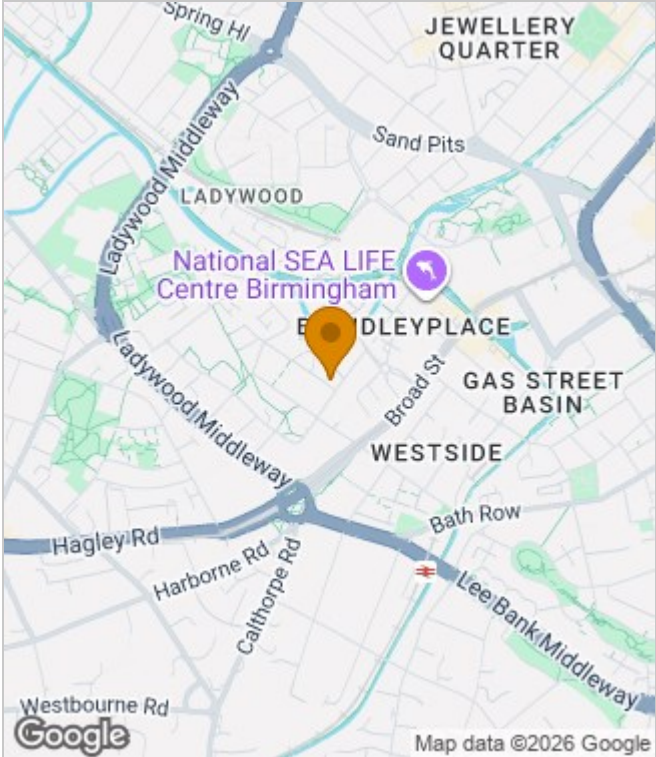 Spring Hl
JEWELLERY
QUARTER
Sand Pits
Ladywood Middleway
LADYWOOD
National SEA LIFE
Centre Birmingham
DLEYPLACE
Ladywood Middleway
Broad St
GAS STREET
BASIN
WESTSIDE
Bath Row
Hagley Rd
Harborne Rd
Calthorpe Rd
Lee Bank Middleway
Westbourne Rd
Google
Map data ©2026 Google